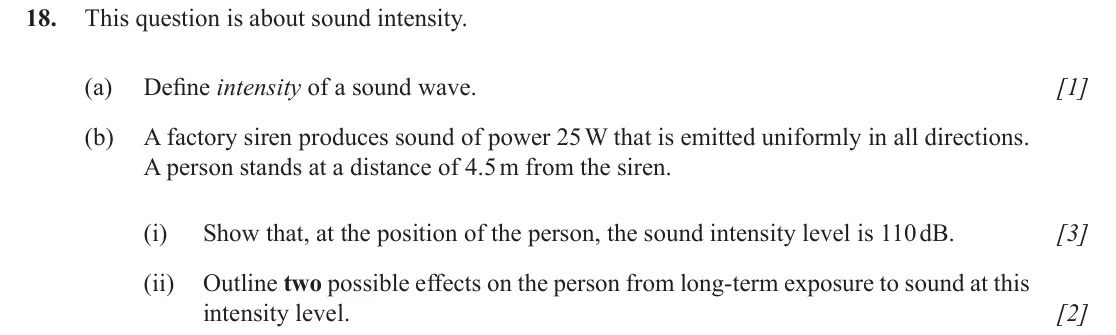 18. This question is about sound intensity.
(a) Define intensity of a sound wave. [1]
(b) A factory siren produces sound of power 25 W that is emitted uniformly in all directions.
A person stands at a distance of 4.5 m from the siren.
(i) Show that, at the position of the person, the sound intensity level is 110 dB. [3]
(ii) Outline two possible effects on the person from long-term exposure to sound at this
intensity level. [2]